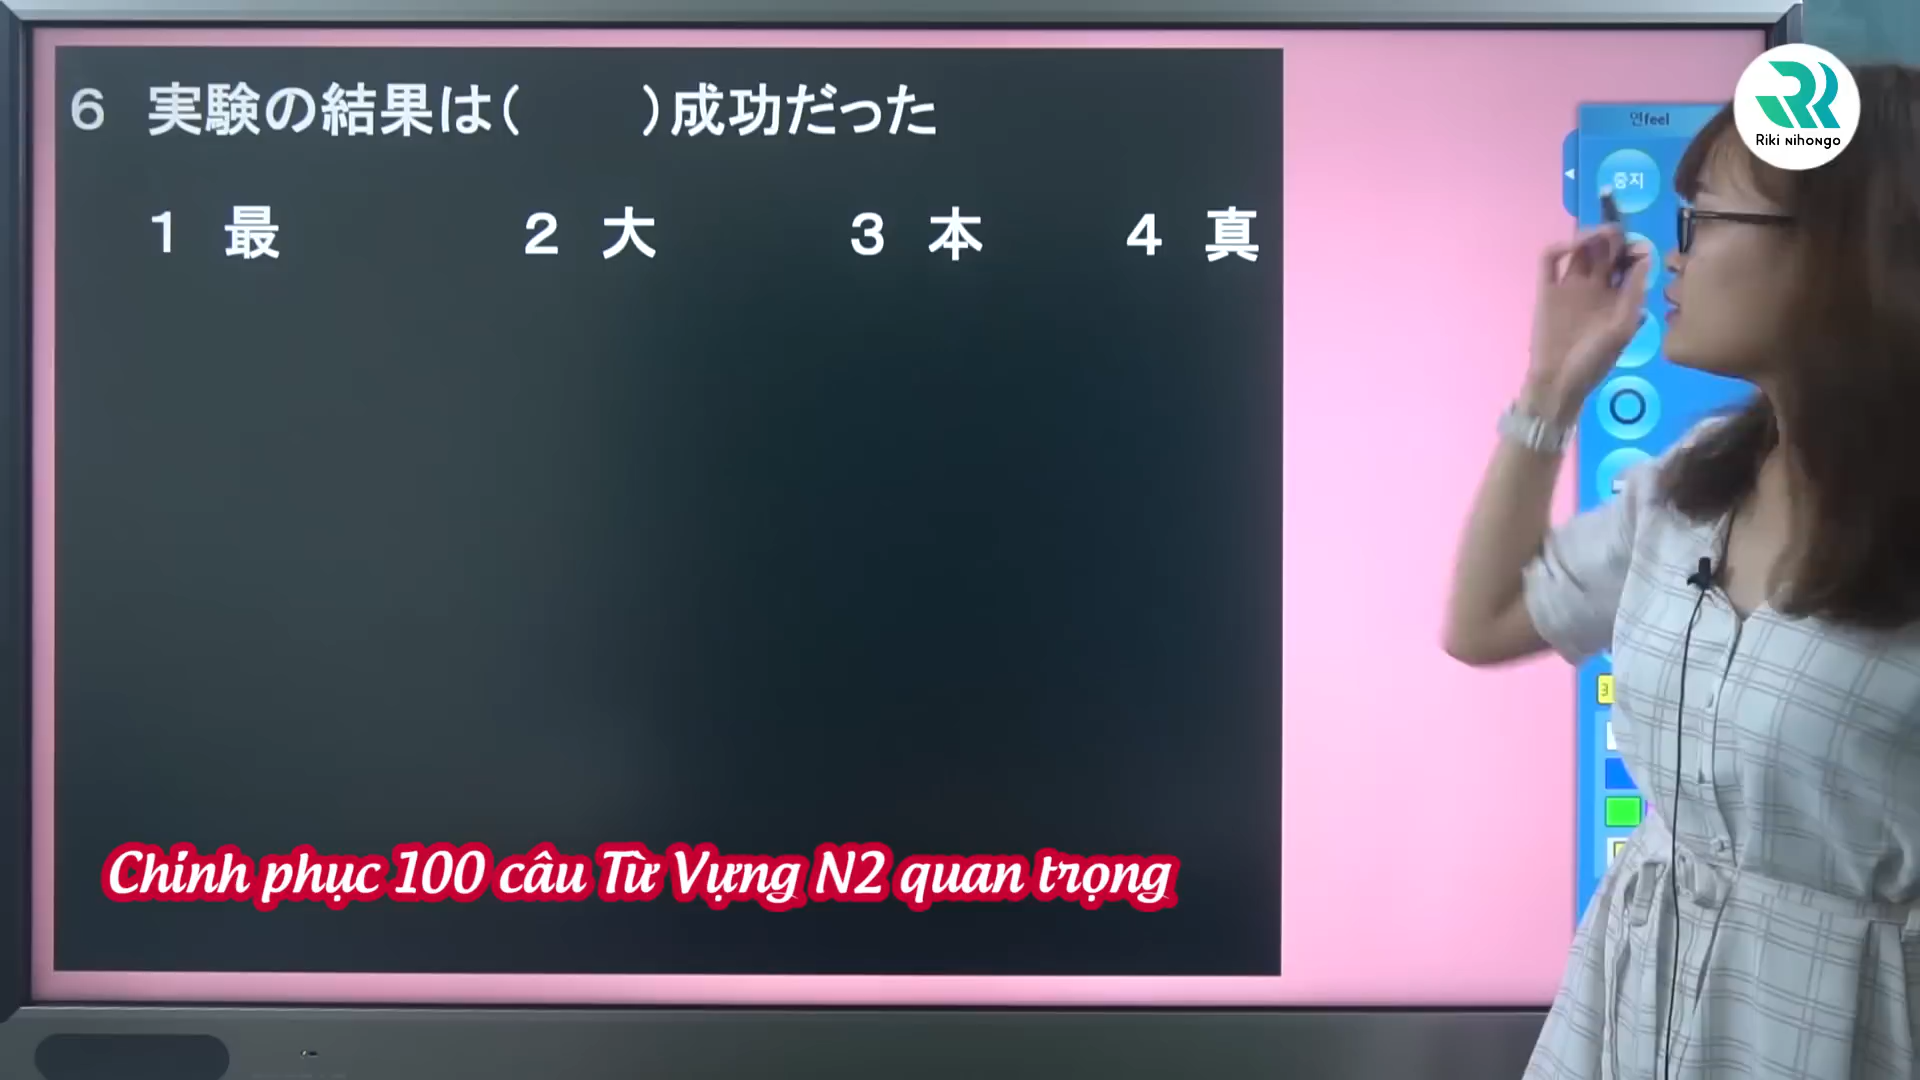 6 実験の結果は( )成功だった
1 最 2 大 3 本 4 真
Chinh phục 100 câu Từ Vựng N2 quan trọng
Riki Nihongo
연feel
중지
3